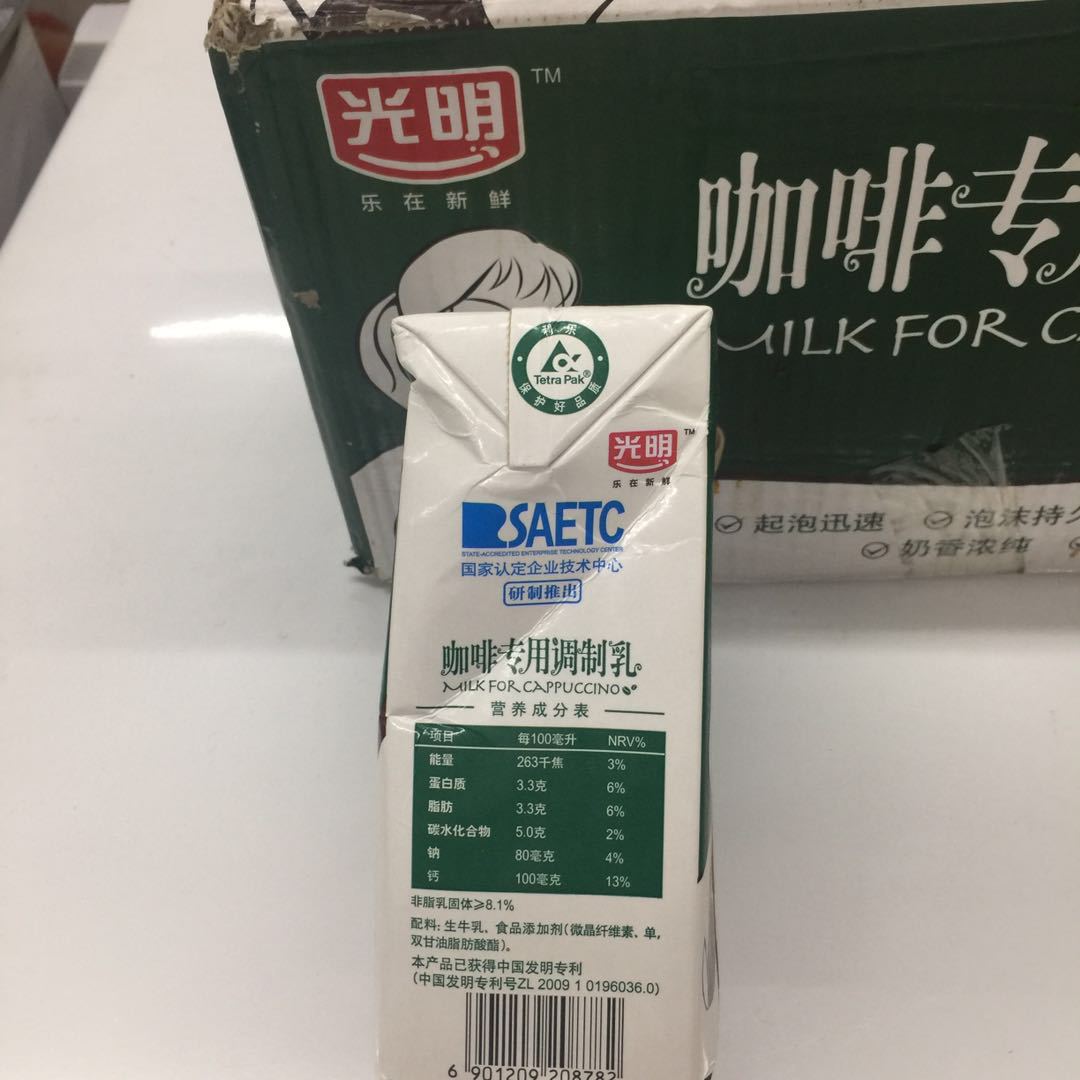 光明 TM
乐在新鲜
咖啡专
MILK FOR C
起泡迅速
泡沫持久
奶香浓纯
利乐
Tetra Pak®
保护好品质
光明 TM
乐在新鲜
SAETC
STATE-ACCREDITED ENTERPRISE TECHNOLOGY CENTER
国家认定企业技术中心
研制推出
咖啡专用调制乳
MILK FOR CAPPUCCINO
营养成分表
项目 每100毫升 NRV%
能量 263千焦 3%
蛋白质 3.3克 6%
脂肪 3.3克 6%
碳水化合物 5.0克 2%
钠 80毫克 4%
钙 100毫克 13%
非脂乳固体≥8.1%
配料: 生牛乳、食品添加剂(微晶纤维素、单,
双甘油脂肪酸酯)。
本产品已获得中国发明专利
(中国发明专利号ZL 2009 1 0196036.0)
6 901209 208782